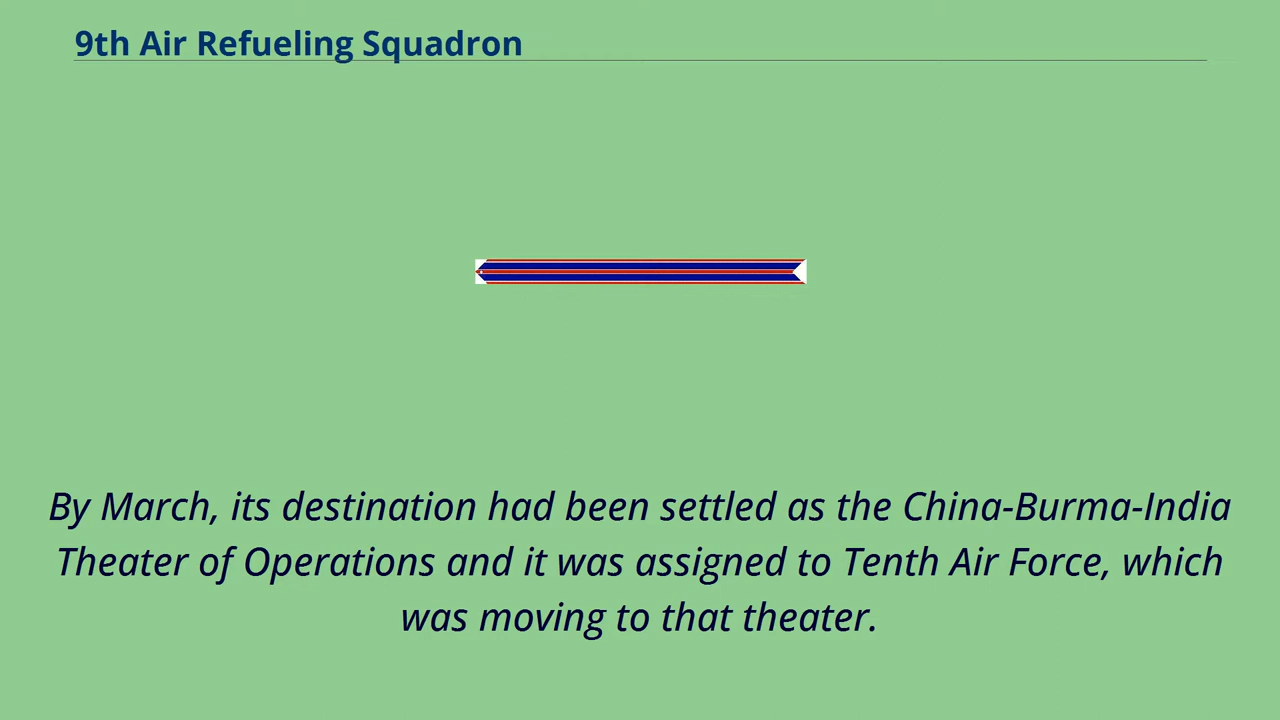 9th Air Refueling Squadron
By March, its destination had been settled as the China-Burma-India
Theater of Operations and it was assigned to Tenth Air Force, which
was moving to that theater.